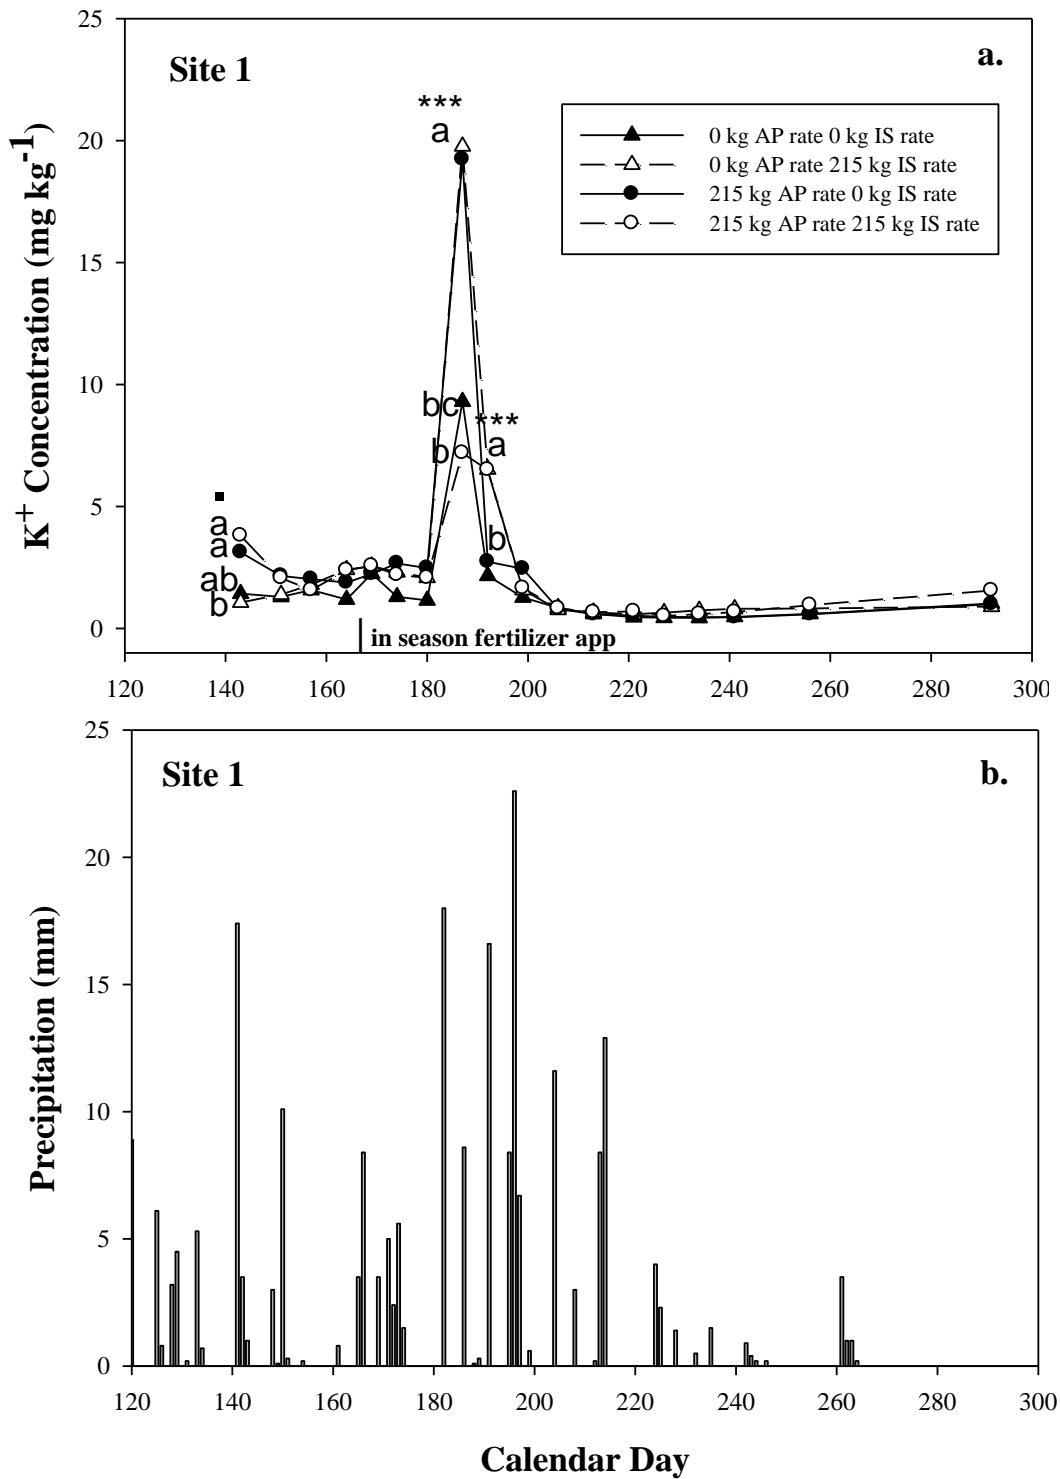 25
Site 1
a.
***
a
20
0 kg AP rate 0 kg IS rate
0 kg AP rate 215 kg IS rate
215 kg AP rate 0 kg IS rate
215 kg AP rate 215 kg IS rate
K+ Concentration (mg kg-1)
15
10
bc
***
b
a
5
a
a
b
ab
b
0
in season fertilizer app
120 140 160 180 200 220 240 260 280 300
25
Site 1
b.
20
15
Precipitation (mm)
10
5
0
120 140 160 180 200 220 240 260 280 300
Calendar Day